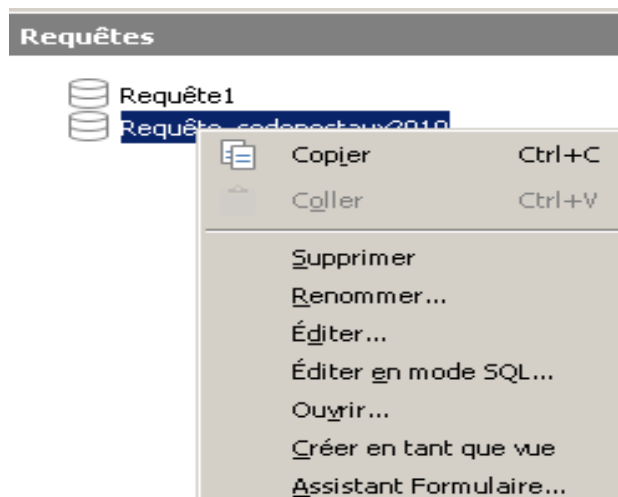 Requêtes
Requête1
Requête_codepostaux2010
Copier Ctrl+C
Coller Ctrl+V
Supprimer
Renommer...
Éditer...
Éditer en mode SQL...
Ouvrir...
Créer en tant que vue
Assistant Formulaire...